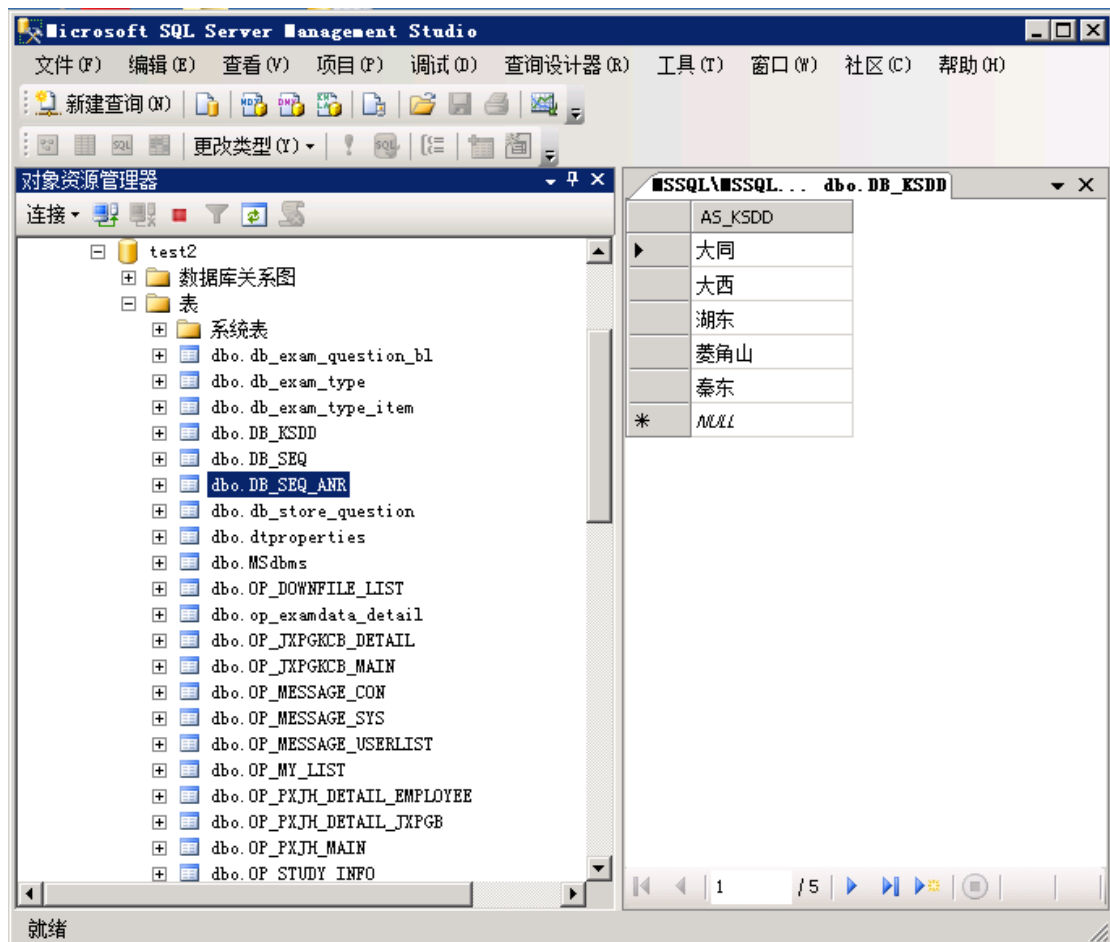 Microsoft SQL Server Management Studio
文件(F) 编辑(E) 查看(V) 项目(P) 调试(D) 查询设计器(R) 工具(T) 窗口(W) 社区(C) 帮助(H)
新建查询(N)
更改类型(Y)
对象资源管理器
连接
test2
数据库关系图
表
系统表
dbo.db_exam_question_bl
dbo.db_exam_type
dbo.db_exam_type_item
dbo.DB_KSDD
dbo.DB_SEQ
dbo.DB_SEQ_ANR
dbo.db_store_question
dbo.dtproperties
dbo.MSdbms
dbo.OP_DOWNFILE_LIST
dbo.op_examdata_detail
dbo.OP_JXPGKCB_DETAIL
dbo.OP_JXPGKCB_MAIN
dbo.OP_MESSAGE_CON
dbo.OP_MESSAGE_SYS
dbo.OP_MESSAGE_USERLIST
dbo.OP_MY_LIST
dbo.OP_PXJH_DETAIL_EMPLOYEE
dbo.OP_PXJH_DETAIL_JXPGB
dbo.OP_PXJH_MAIN
dbo.OP_STUDY_INFO
MSSQL\MSSQL... dbo.DB_KSDD
AS_KSDD
大同
大西
湖东
菱角山
秦东
NULL
1 /5
就绪